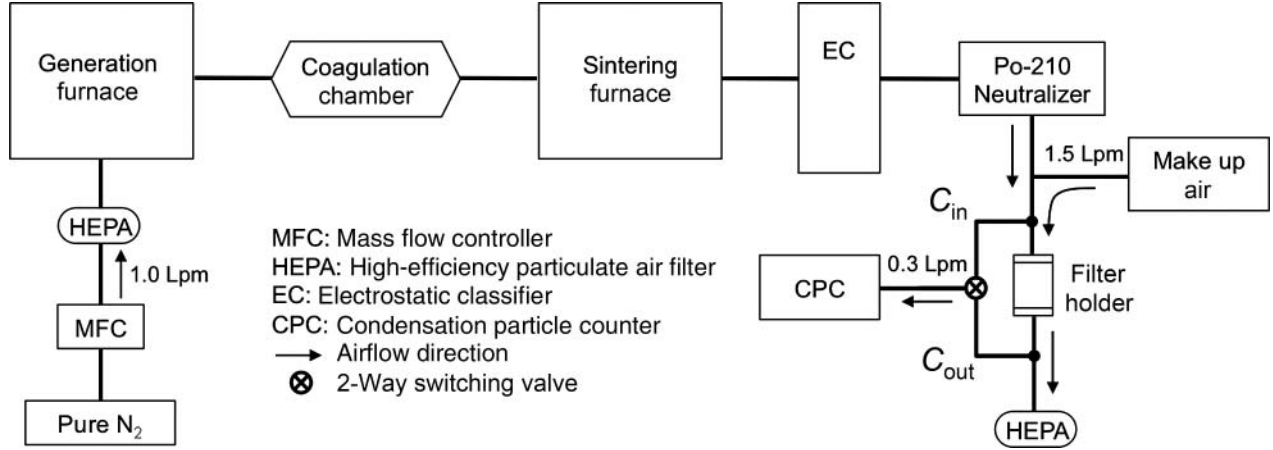 Generation
furnace
Coagulation
chamber
Sintering
furnace
EC
Po-210
Neutralizer
1.5 Lpm
Make up
air
HEPA
1.0 Lpm
MFC
Pure N₂
MFC: Mass flow controller
HEPA: High-efficiency particulate air filter
EC: Electrostatic classifier
CPC: Condensation particle counter
Airflow direction
2-Way switching valve
C_in
CPC
0.3 Lpm
Filter
holder
C_out
HEPA